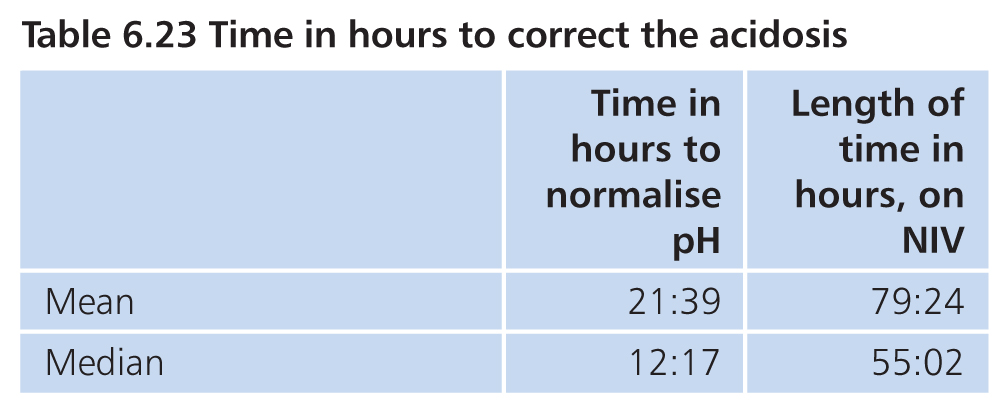 Table 6.23 Time in hours to correct the acidosis
Time in
hours to
normalise
pH
Length of
time in
hours, on
NIV
Mean 21:39 79:24
Median 12:17 55:02